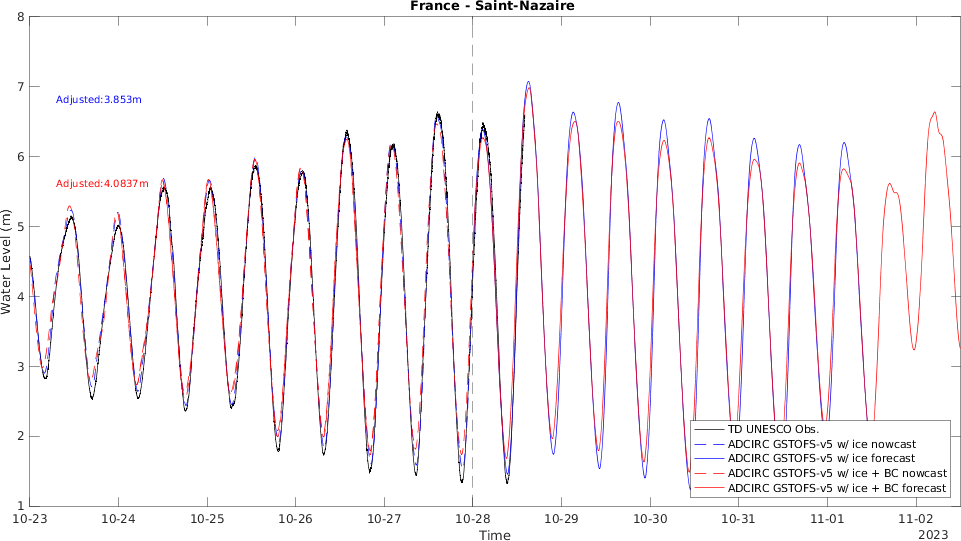 France - Saint-Nazaire
8
7
6
5
4
3
2
1
Water Level (m)
Adjusted:3.853m
Adjusted:4.0837m
TD UNESCO Obs.
ADCIRC GSTOFS-v5 w/ ice nowcast
ADCIRC GSTOFS-v5 w/ ice forecast
ADCIRC GSTOFS-v5 w/ ice + BC nowcast
ADCIRC GSTOFS-v5 w/ ice + BC forecast
10-23 10-24 10-25 10-26 10-27 10-28 10-29 10-30 10-31 11-01 11-02
Time
2023